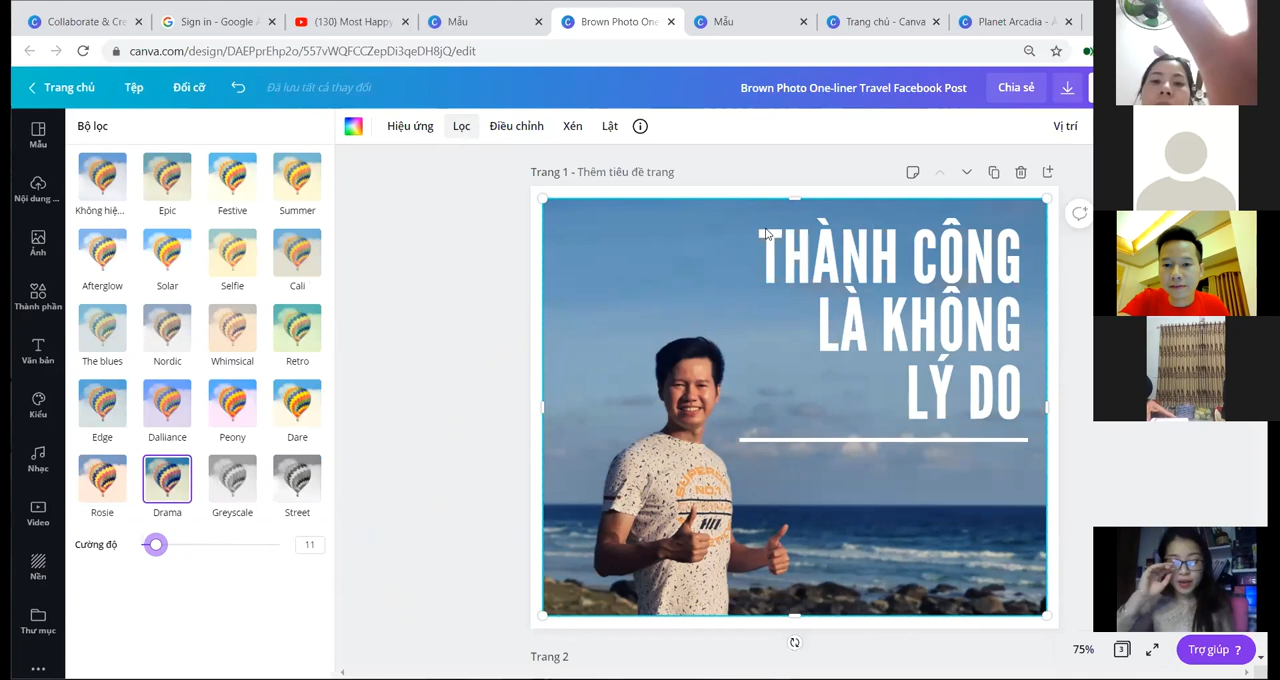 Collaborate & Cre
Sign in - Google A
(130) Most Happy
Mẫu
Brown Photo One
Mẫu
Trang chủ - Canva
Planet Arcadia - A
canva.com/design/DAEPprEhp2o/557vWQFCCZepDi3qeDH8jQ/edit
Trang chủ
Tệp
Đổi cỡ
Đã lưu tất cả thay đổi
Brown Photo One-liner Travel Facebook Post
Chia sẻ
Mẫu
Nội dung ...
Ảnh
Thành phần
Văn bản
Kiểu
Nhạc
Video
Nền
Thư mục
Bộ lọc
Không hiệ...
Epic
Festive
Summer
Afterglow
Solar
Selfie
Cali
The blues
Nordic
Whimsical
Retro
Edge
Dalliance
Peony
Dare
Rosie
Drama
Greyscale
Street
Cường độ
11
Hiệu ứng
Lọc
Điều chỉnh
Xén
Lật
Vị trí
Trang 1 - Thêm tiêu đề trang
THÀNH CÔNG
LÀ KHÔNG
LÝ DO
Trang 2
75%
3
Trợ giúp ?